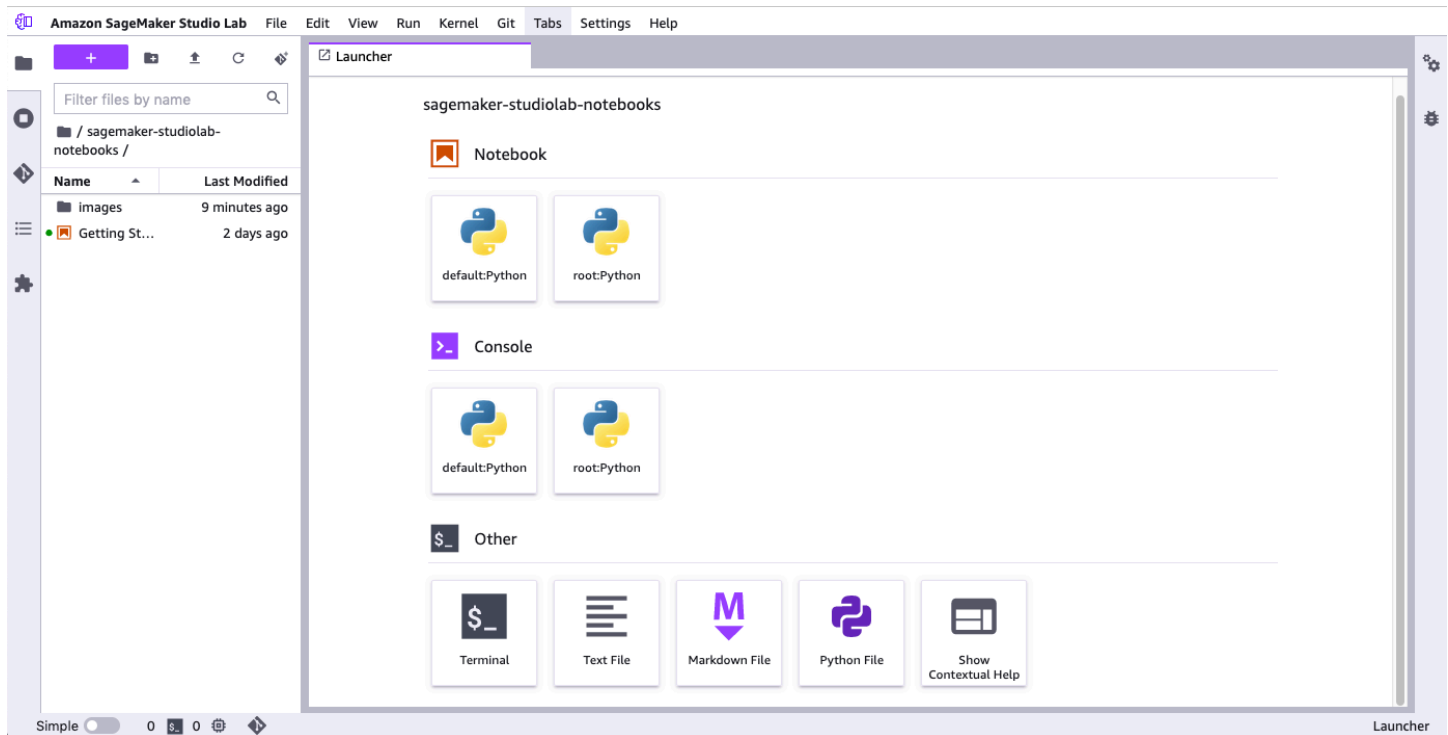 Amazon SageMaker Studio Lab File Edit View Run Kernel Git Tabs Settings Help
+
Filter files by name
/ sagemaker-studiolab-
notebooks /
Name Last Modified
images 9 minutes ago
Getting St... 2 days ago
Launcher
sagemaker-studiolab-notebooks
Notebook
default:Python root:Python
>_ Console
default:Python root:Python
$_ Other
$_ M
Terminal Text File Markdown File Python File Show
Contextual Help
Simple 0 $_ 0 Launcher